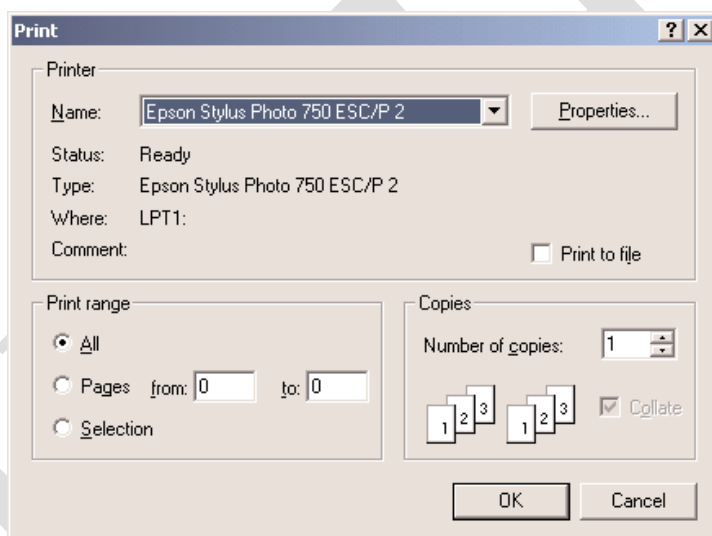 Print
Printer
Name: Epson Stylus Photo 750 ESC/P 2 Properties...
Status: Ready
Type: Epson Stylus Photo 750 ESC/P 2
Where: LPT1:
Comment: Print to file
Print range
All
Pages from: 0 to: 0
Selection
Copies
Number of copies: 1
1 2 3 1 2 3 Collate
OK Cancel